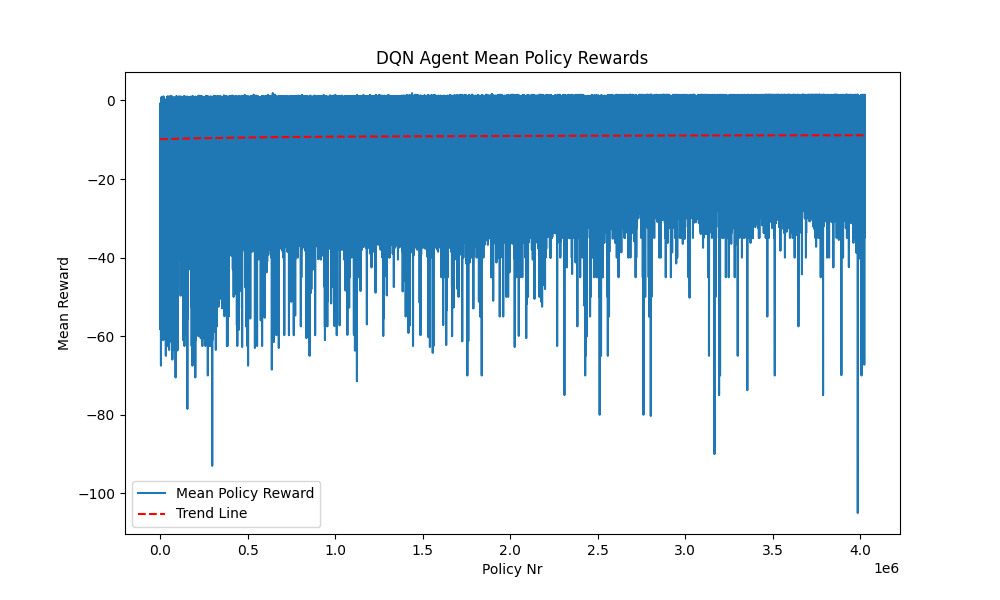 DQN Agent Mean Policy Rewards
Mean Reward
0
−20
−40
−60
−80
−100
Mean Policy Reward
Trend Line
0.0 0.5 1.0 1.5 2.0 2.5 3.0 3.5 4.0
1e6
Policy Nr